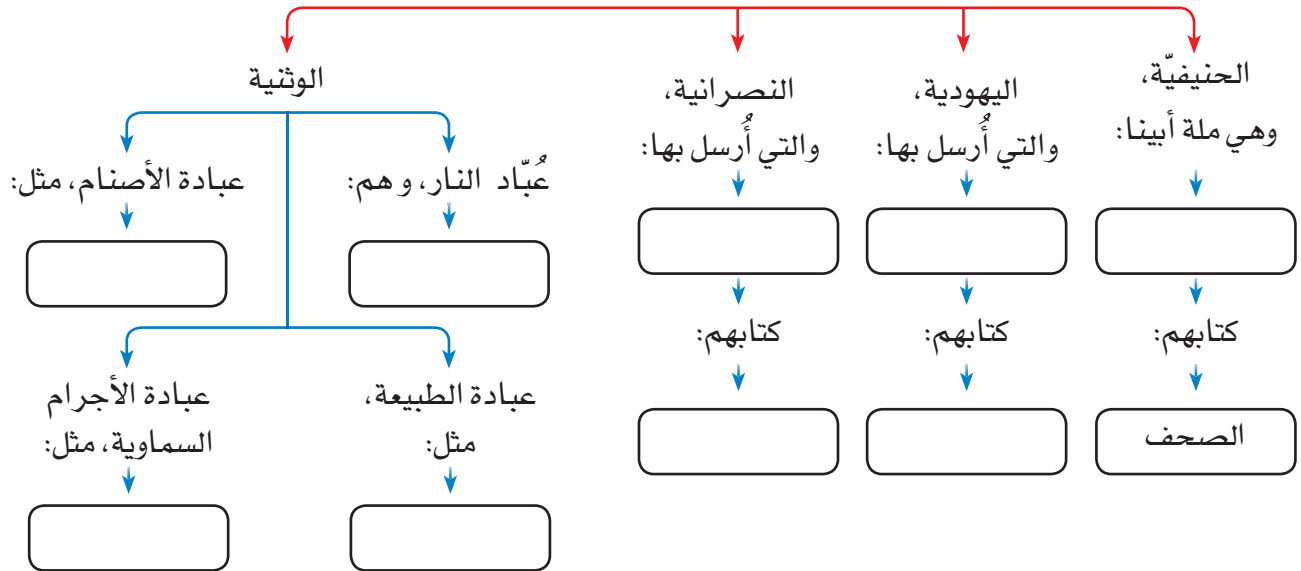 الحنيفيّة،
وهي ملة أبينا:
كتابهم:
الصحف
اليهودية،
والتي أُرسل بها:
كتابهم:
النصرانية،
والتي أُرسل بها:
كتابهم:
الوثنية
عُبّاد النار، وهم:
عبادة الأصنام، مثل:
عبادة الطبيعة،
مثل:
عبادة الأجرام
السماوية، مثل: